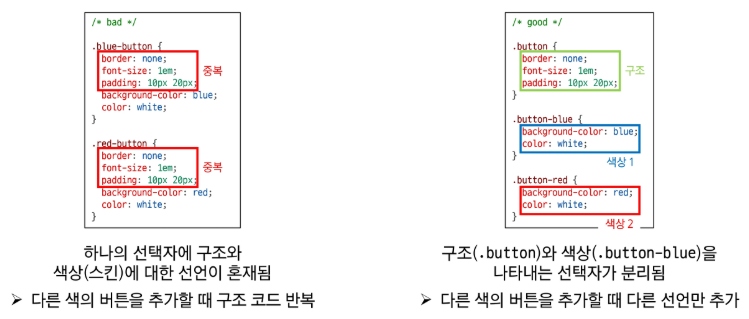 /* bad */
.blue-button {
border: none;
font-size: 1em;
padding: 10px 20px;
중복
background-color: blue;
color: white;
}
.red-button {
border: none;
font-size: 1em;
padding: 10px 20px;
중복
background-color: red;
color: white;
}
하나의 선택자에 구조와
색상(스킨)에 대한 선언이 혼재됨
➢ 다른 색의 버튼을 추가할 때 구조 코드 반복
/* good */
.button {
border: none;
font-size: 1em;
padding: 10px 20px;
구조
}
.button-blue {
background-color: blue;
color: white;
}
색상 1
.button-red {
background-color: red;
color: white;
}
색상 2
구조(.button)와 색상(.button-blue)을
나타내는 선택자가 분리됨
➢ 다른 색의 버튼을 추가할 때 다른 선언만 추가